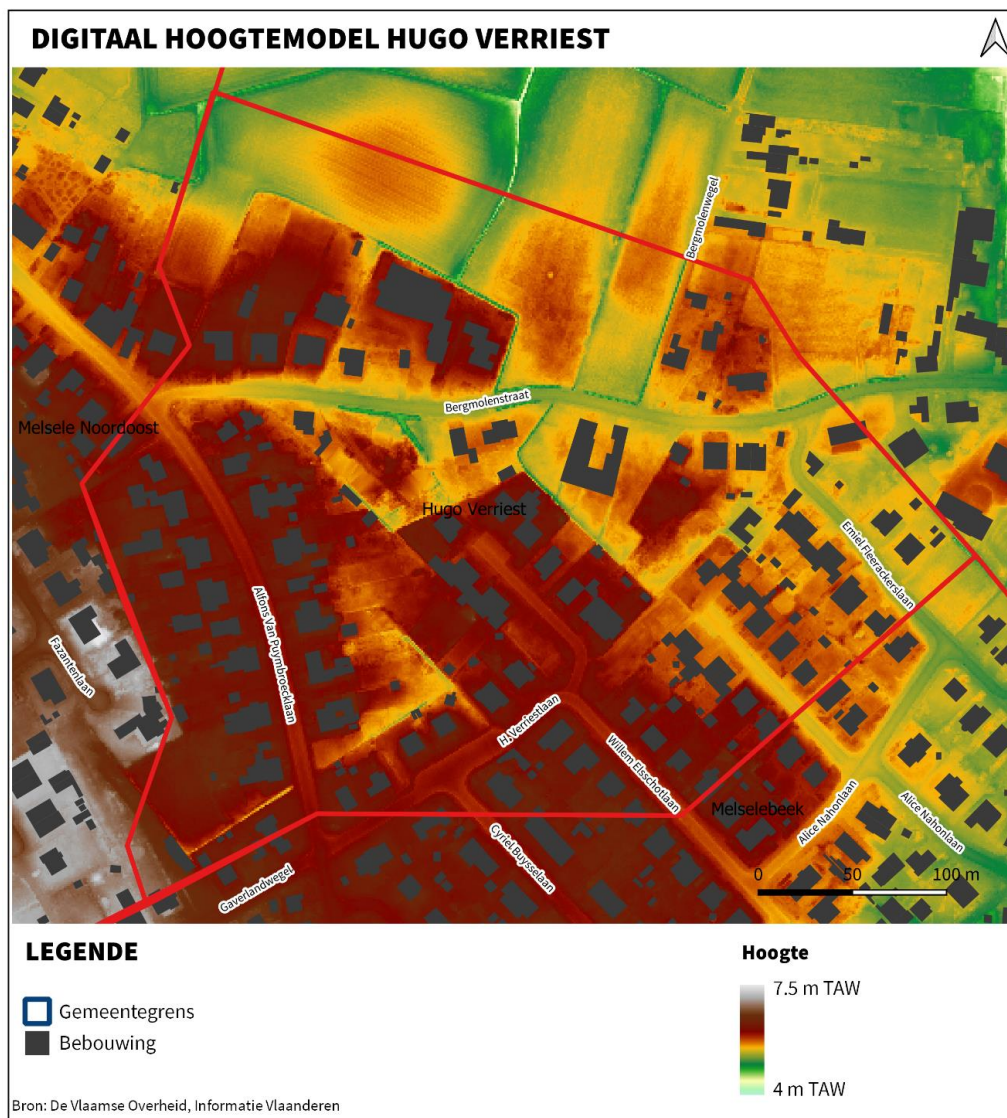 DIGITAAL HOOGTEMODEL HUGO VERRIEST
Bergmolenwegel
Bergmolenstraat
Melsele Noordoost
Hugo Verriest
Emiel Fleerackerslaan
Alfons Van Puymbroecklaan
Fazantenlaan
H. Verriestlaan
Willem Elsschotlaan
Melselebeek
Alice Nahonlaan
Alice Nahonlaan
Cyriel Buysselaan
Gaverlandwegel
0 50 100 m
LEGENDE
Gemeentegrens
Bebouwing
Hoogte
7.5 m TAW
4 m TAW
Bron: De Vlaamse Overheid, Informatie Vlaanderen